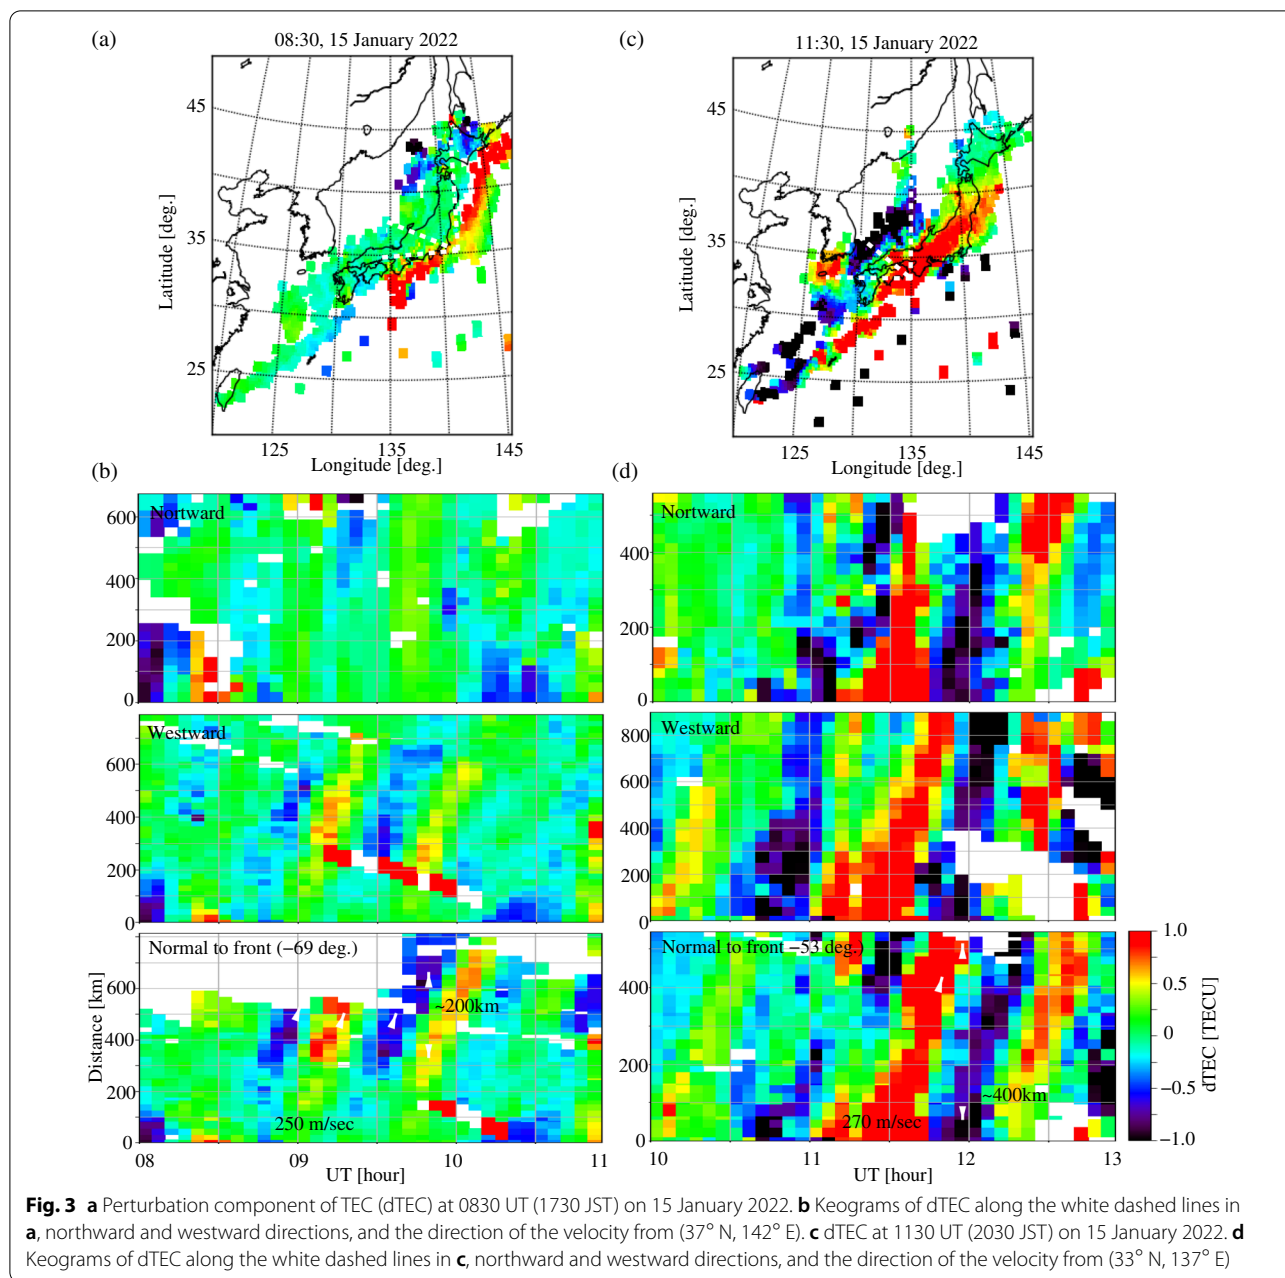 (a)
08:30, 15 January 2022
45
35
25
Latitude [deg.]
125
135
145
Longitude [deg.]
(c)
11:30, 15 January 2022
45
35
25
Latitude [deg.]
125
135
145
Longitude [deg.]
(b)
Nortward
600
400
200
0
Westward
600
400
200
0
Normal to front (−69 deg.)
600
400
200
0
Distance [km]
~200km
250 m/sec
08
09
10
11
UT [hour]
(d)
Nortward
400
200
0
Westward
800
600
400
200
0
Normal to front −53 deg.)
400
200
0
~400km
270 m/sec
10
11
12
13
UT [hour]
1.0
0.5
0
−0.5
−1.0
dTEC [TECU]
Fig. 3 a Perturbation component of TEC (dTEC) at 0830 UT (1730 JST) on 15 January 2022. b Keograms of dTEC along the white dashed lines in
a, northward and westward directions, and the direction of the velocity from (37° N, 142° E). c dTEC at 1130 UT (2030 JST) on 15 January 2022. d
Keograms of dTEC along the white dashed lines in c, northward and westward directions, and the direction of the velocity from (33° N, 137° E)